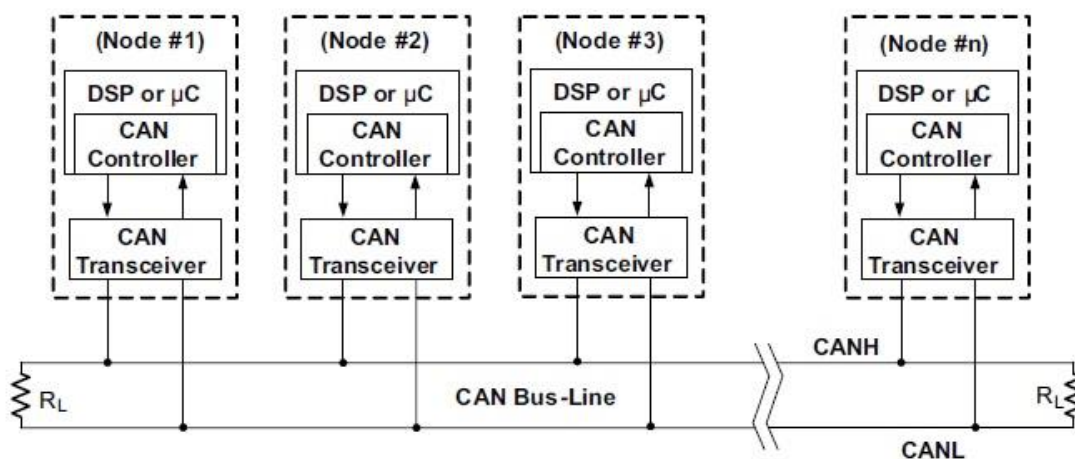 (Node #1)
DSP or µC
CAN
Controller
CAN
Transceiver
(Node #2)
DSP or µC
CAN
Controller
CAN
Transceiver
(Node #3)
DSP or µC
CAN
Controller
CAN
Transceiver
(Node #n)
DSP or µC
CAN
Controller
CAN
Transceiver
CANH
RL
CAN Bus-Line
RL
CANL